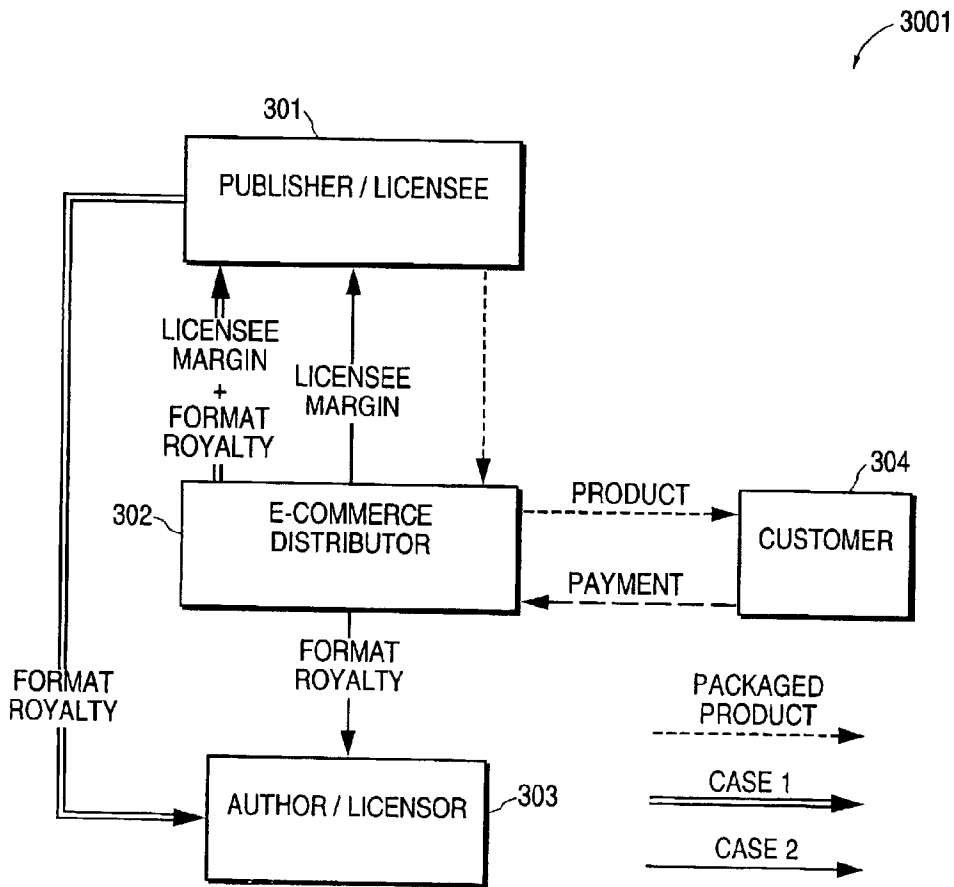 3001
301
PUBLISHER / LICENSEE
LICENSEE
MARGIN
+
FORMAT
ROYALTY
LICENSEE
MARGIN
302
E-COMMERCE
DISTRIBUTOR
PRODUCT
PAYMENT
304
CUSTOMER
FORMAT
ROYALTY
FORMAT
ROYALTY
AUTHOR / LICENSOR
303
PACKAGED
PRODUCT
CASE 1
CASE 2